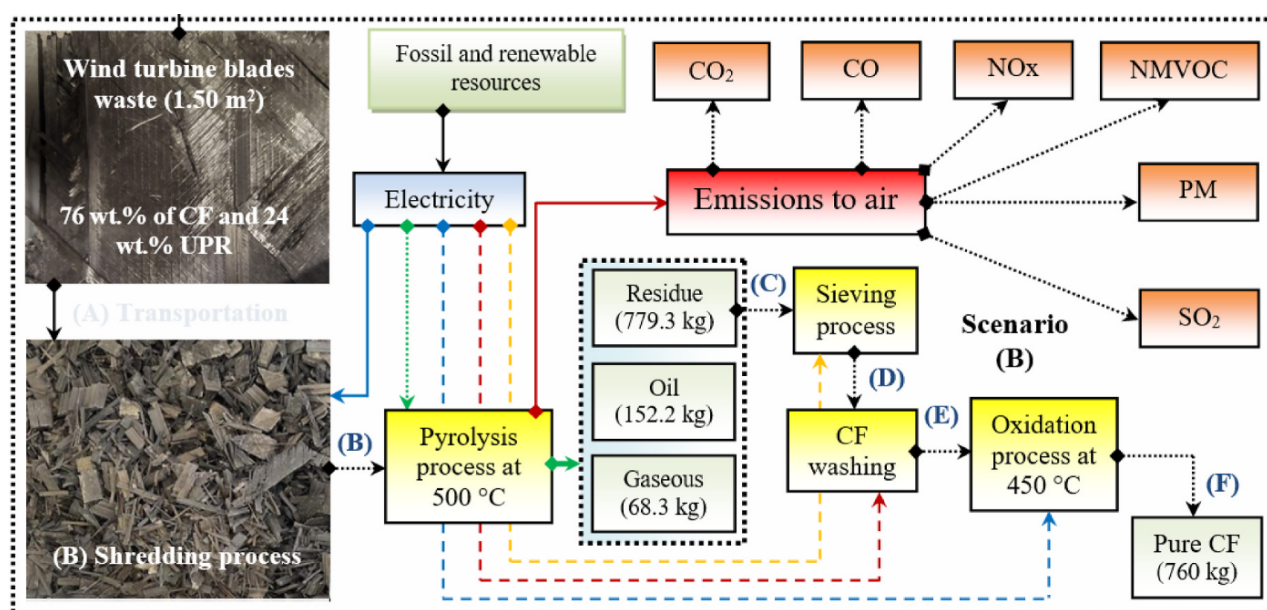 Wind turbine blades
waste (1.50 m²)
76 wt.% of CF and 24
wt.% UPR
(A) Transportation
(B) Shredding process
Fossil and renewable
resources
Electricity
(B)
Pyrolysis
process at
500 °C
Residue
(779.3 kg)
Oil
(152.2 kg)
Gaseous
(68.3 kg)
Emissions to air
CO₂
CO
NOx
NMVOC
PM
SO₂
(C)
Sieving
process
(D)
CF
washing
(E)
Scenario
(B)
Oxidation
process at
450 °C
(F)
Pure CF
(760 kg)